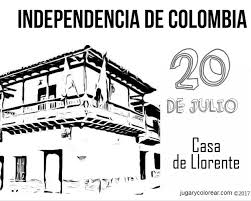 INDEPENDENCIA DE COLOMBIA
20
DE JULIO
Casa
de Llorente
jugarycolorear.com ©2017